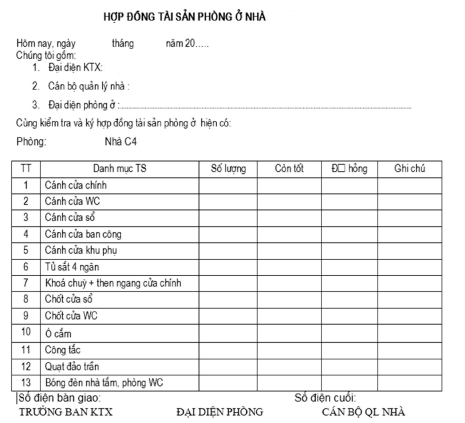 HỢP ĐỒNG TÀI SẢN PHÒNG Ở NHÀ
Hôm nay, ngày tháng năm 20…..
Chúng tôi gồm:
1. Đại diện KTX:
2. Cán bộ quản lý nhà :
3. Đại diện phòng ở :..............................................................................................
Cùng kiểm tra và ký hợp đồng tài sản phòng ở hiện có:
Phòng: Nhà C4
TT Danh mục TS Số lượng Còn tốt Đ□ hỏng Ghi chú
1 Cánh cửa chính
2 Cánh cửa WC
3 Cánh cửa sổ
4 Cánh cửa ban công
5 Cánh cửa khu phụ
6 Tủ sắt 4 ngăn
7 Khoá chuỳ + then ngang cửa chính
8 Chốt cửa sổ
9 Chốt cửa WC
10 Ổ cắm
11 Công tắc
12 Quạt đảo trần
13 Bóng đèn nhà tắm, phòng WC
Số điện bàn giao: Số điện cuối:
TRƯỞNG BAN KTX ĐẠI DIỆN PHÒNG CÁN BỘ QL NHÀ